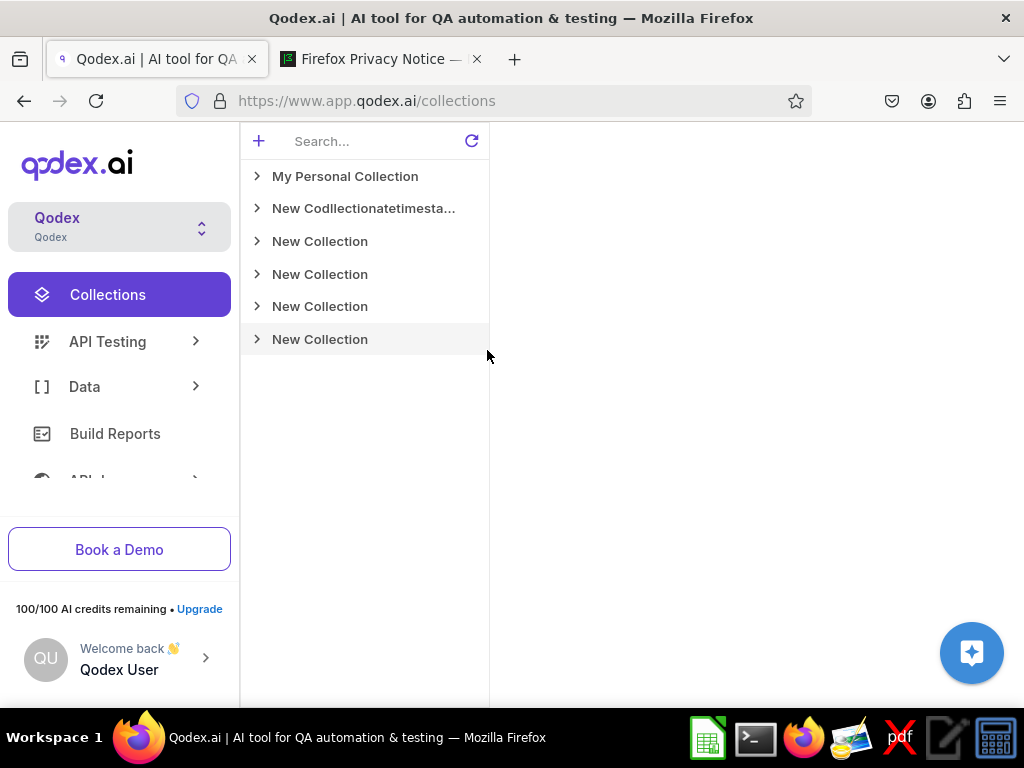 Qodex.ai | AI tool for QA automation & testing — Mozilla Firefox
Qodex.ai | AI tool for QA
Firefox Privacy Notice —
https://www.app.qodex.ai/collections
qodex.ai
Search...
Qodex
Qodex
My Personal Collection
New Codllectionatetimesta...
New Collection
New Collection
New Collection
New Collection
Collections
API Testing
Data
Build Reports
Book a Demo
100/100 AI credits remaining • Upgrade
QU
Welcome back 👋
Qodex User
Workspace 1
Qodex.ai | AI tool for QA automation & testing — Mozilla Firefox
pdf